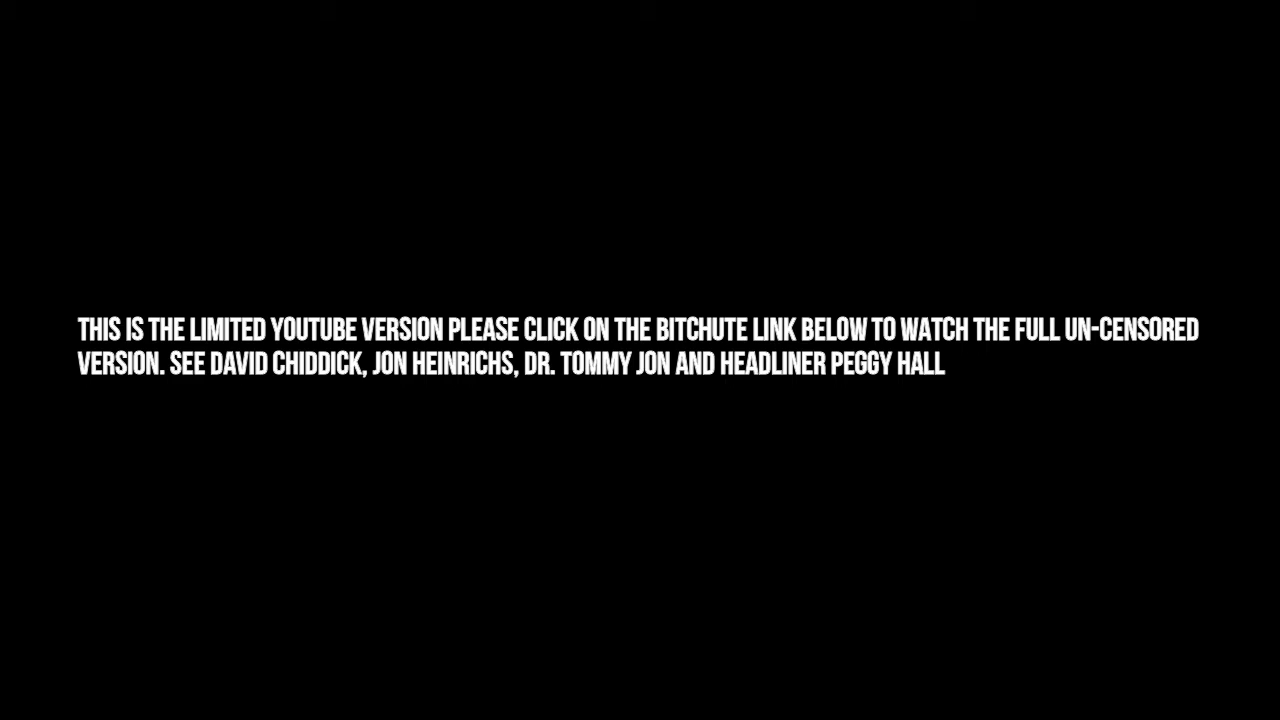 THIS IS THE LIMITED YOUTUBE VERSION PLEASE CLICK ON THE BITCHUTE LINK BELOW TO WATCH THE FULL UN-CENSORED
VERSION. SEE DAVID CHIDDICK, JON HEINRICHS, DR. TOMMY JON AND HEADLINER PEGGY HALL